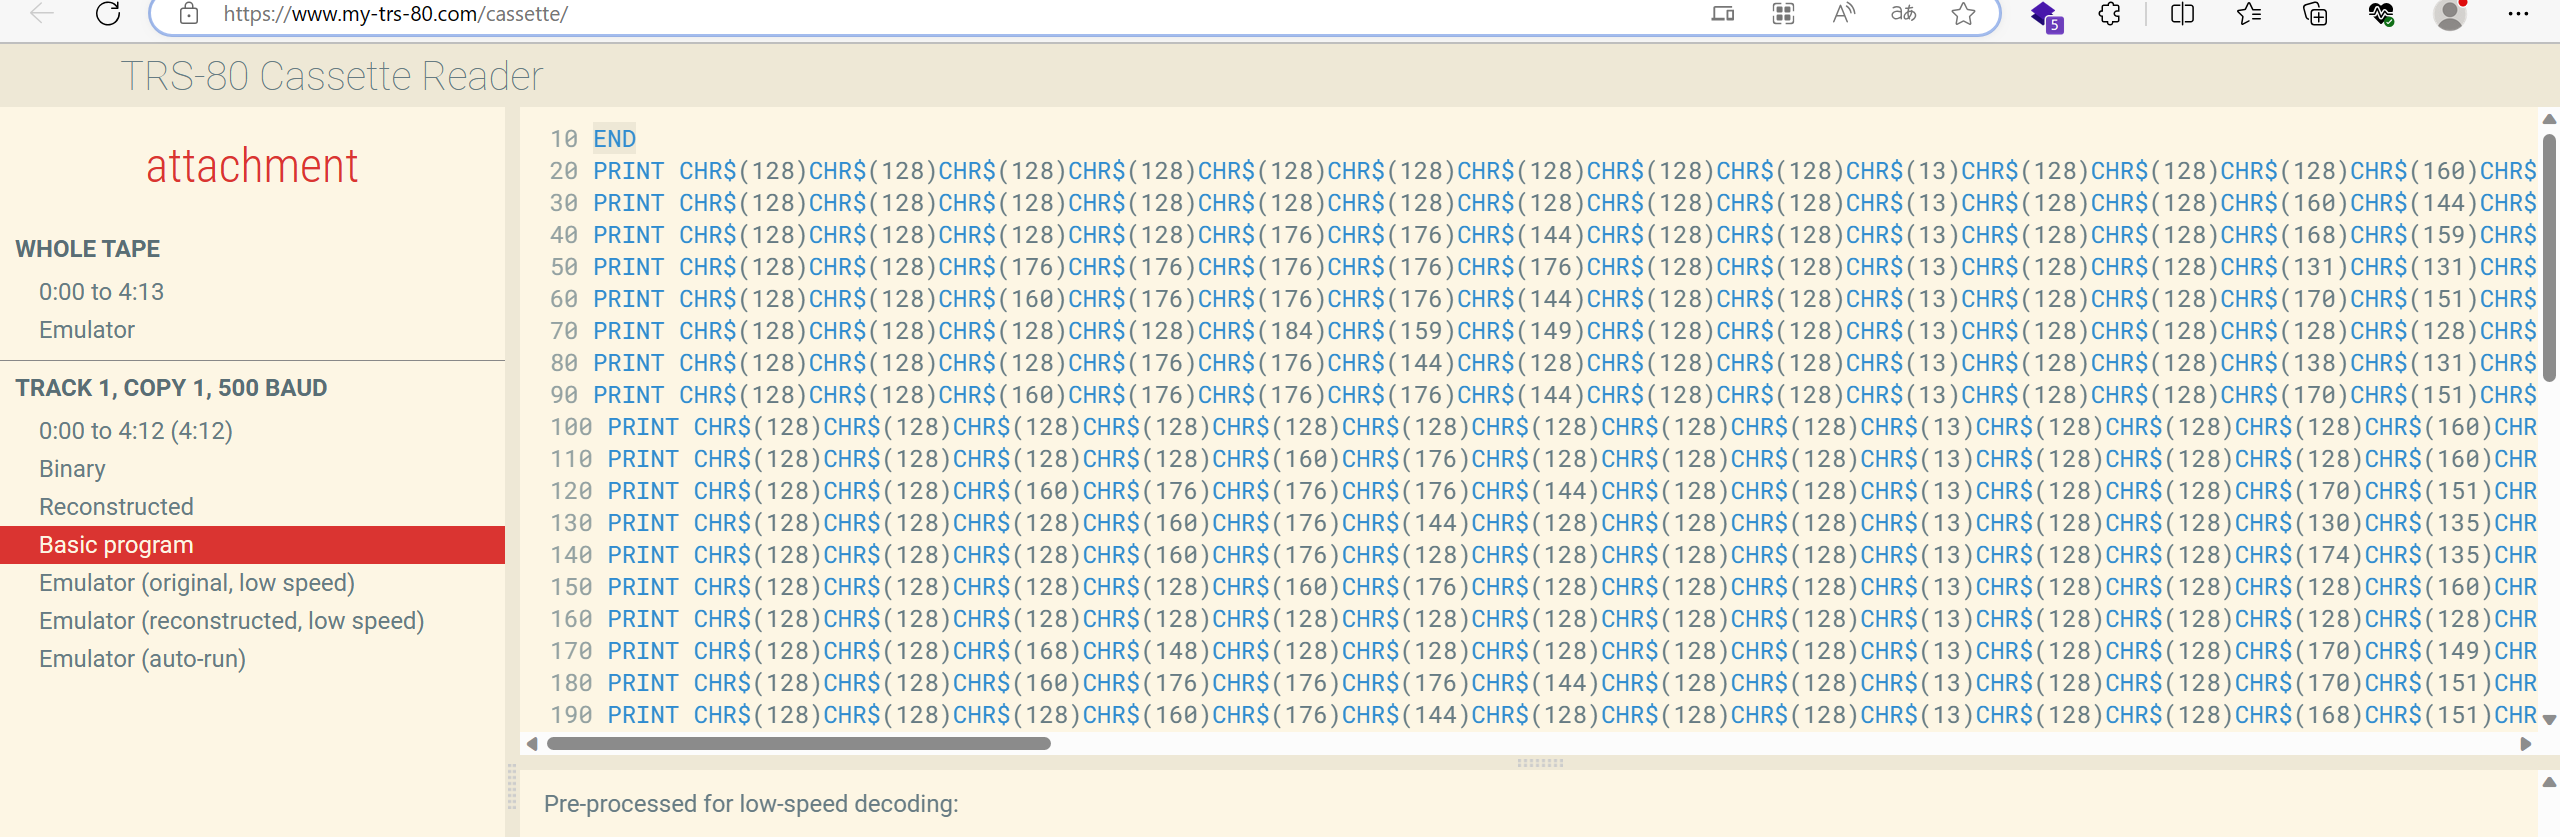 https://www.my-trs-80.com/cassette/
5
TRS-80 Cassette Reader
attachment
WHOLE TAPE
0:00 to 4:13
Emulator
TRACK 1, COPY 1, 500 BAUD
0:00 to 4:12 (4:12)
Binary
Reconstructed
Basic program
Emulator (original, low speed)
Emulator (reconstructed, low speed)
Emulator (auto-run)
10 END
20 PRINT CHR$(128)CHR$(128)CHR$(128)CHR$(128)CHR$(128)CHR$(128)CHR$(128)CHR$(128)CHR$(128)CHR$(13)CHR$(128)CHR$(128)CHR$(128)CHR$(160)CHR$
30 PRINT CHR$(128)CHR$(128)CHR$(128)CHR$(128)CHR$(128)CHR$(128)CHR$(128)CHR$(128)CHR$(128)CHR$(13)CHR$(128)CHR$(128)CHR$(160)CHR$(144)CHR$
40 PRINT CHR$(128)CHR$(128)CHR$(128)CHR$(128)CHR$(176)CHR$(176)CHR$(144)CHR$(128)CHR$(128)CHR$(13)CHR$(128)CHR$(128)CHR$(168)CHR$(159)CHR$
50 PRINT CHR$(128)CHR$(128)CHR$(176)CHR$(176)CHR$(176)CHR$(176)CHR$(176)CHR$(128)CHR$(128)CHR$(13)CHR$(128)CHR$(128)CHR$(131)CHR$(131)CHR$
60 PRINT CHR$(128)CHR$(128)CHR$(160)CHR$(176)CHR$(176)CHR$(176)CHR$(144)CHR$(128)CHR$(128)CHR$(13)CHR$(128)CHR$(128)CHR$(170)CHR$(151)CHR$
70 PRINT CHR$(128)CHR$(128)CHR$(128)CHR$(128)CHR$(184)CHR$(159)CHR$(149)CHR$(128)CHR$(128)CHR$(13)CHR$(128)CHR$(128)CHR$(128)CHR$(128)CHR$
80 PRINT CHR$(128)CHR$(128)CHR$(128)CHR$(176)CHR$(176)CHR$(144)CHR$(128)CHR$(128)CHR$(128)CHR$(13)CHR$(128)CHR$(128)CHR$(138)CHR$(131)CHR$
90 PRINT CHR$(128)CHR$(128)CHR$(160)CHR$(176)CHR$(176)CHR$(176)CHR$(144)CHR$(128)CHR$(128)CHR$(13)CHR$(128)CHR$(128)CHR$(170)CHR$(151)CHR$
100 PRINT CHR$(128)CHR$(128)CHR$(128)CHR$(128)CHR$(128)CHR$(128)CHR$(128)CHR$(128)CHR$(128)CHR$(13)CHR$(128)CHR$(128)CHR$(128)CHR$(160)CHR
110 PRINT CHR$(128)CHR$(128)CHR$(128)CHR$(128)CHR$(160)CHR$(176)CHR$(128)CHR$(128)CHR$(128)CHR$(13)CHR$(128)CHR$(128)CHR$(128)CHR$(160)CHR
120 PRINT CHR$(128)CHR$(128)CHR$(160)CHR$(176)CHR$(176)CHR$(176)CHR$(144)CHR$(128)CHR$(128)CHR$(13)CHR$(128)CHR$(128)CHR$(170)CHR$(151)CHR
130 PRINT CHR$(128)CHR$(128)CHR$(128)CHR$(160)CHR$(176)CHR$(144)CHR$(128)CHR$(128)CHR$(128)CHR$(13)CHR$(128)CHR$(128)CHR$(130)CHR$(135)CHR
140 PRINT CHR$(128)CHR$(128)CHR$(128)CHR$(160)CHR$(176)CHR$(128)CHR$(128)CHR$(128)CHR$(128)CHR$(13)CHR$(128)CHR$(128)CHR$(174)CHR$(135)CHR
150 PRINT CHR$(128)CHR$(128)CHR$(128)CHR$(160)CHR$(176)CHR$(128)CHR$(128)CHR$(128)CHR$(128)CHR$(13)CHR$(128)CHR$(128)CHR$(128)CHR$(160)CHR
160 PRINT CHR$(128)CHR$(128)CHR$(128)CHR$(128)CHR$(128)CHR$(128)CHR$(128)CHR$(128)CHR$(128)CHR$(13)CHR$(128)CHR$(128)CHR$(128)CHR$(128)CHR
170 PRINT CHR$(128)CHR$(128)CHR$(168)CHR$(148)CHR$(128)CHR$(128)CHR$(128)CHR$(128)CHR$(128)CHR$(13)CHR$(128)CHR$(128)CHR$(170)CHR$(149)CHR
180 PRINT CHR$(128)CHR$(128)CHR$(160)CHR$(176)CHR$(176)CHR$(176)CHR$(144)CHR$(128)CHR$(128)CHR$(13)CHR$(128)CHR$(128)CHR$(170)CHR$(151)CHR
190 PRINT CHR$(128)CHR$(128)CHR$(128)CHR$(160)CHR$(176)CHR$(144)CHR$(128)CHR$(128)CHR$(128)CHR$(13)CHR$(128)CHR$(128)CHR$(168)CHR$(151)CHR
Pre-processed for low-speed decoding: